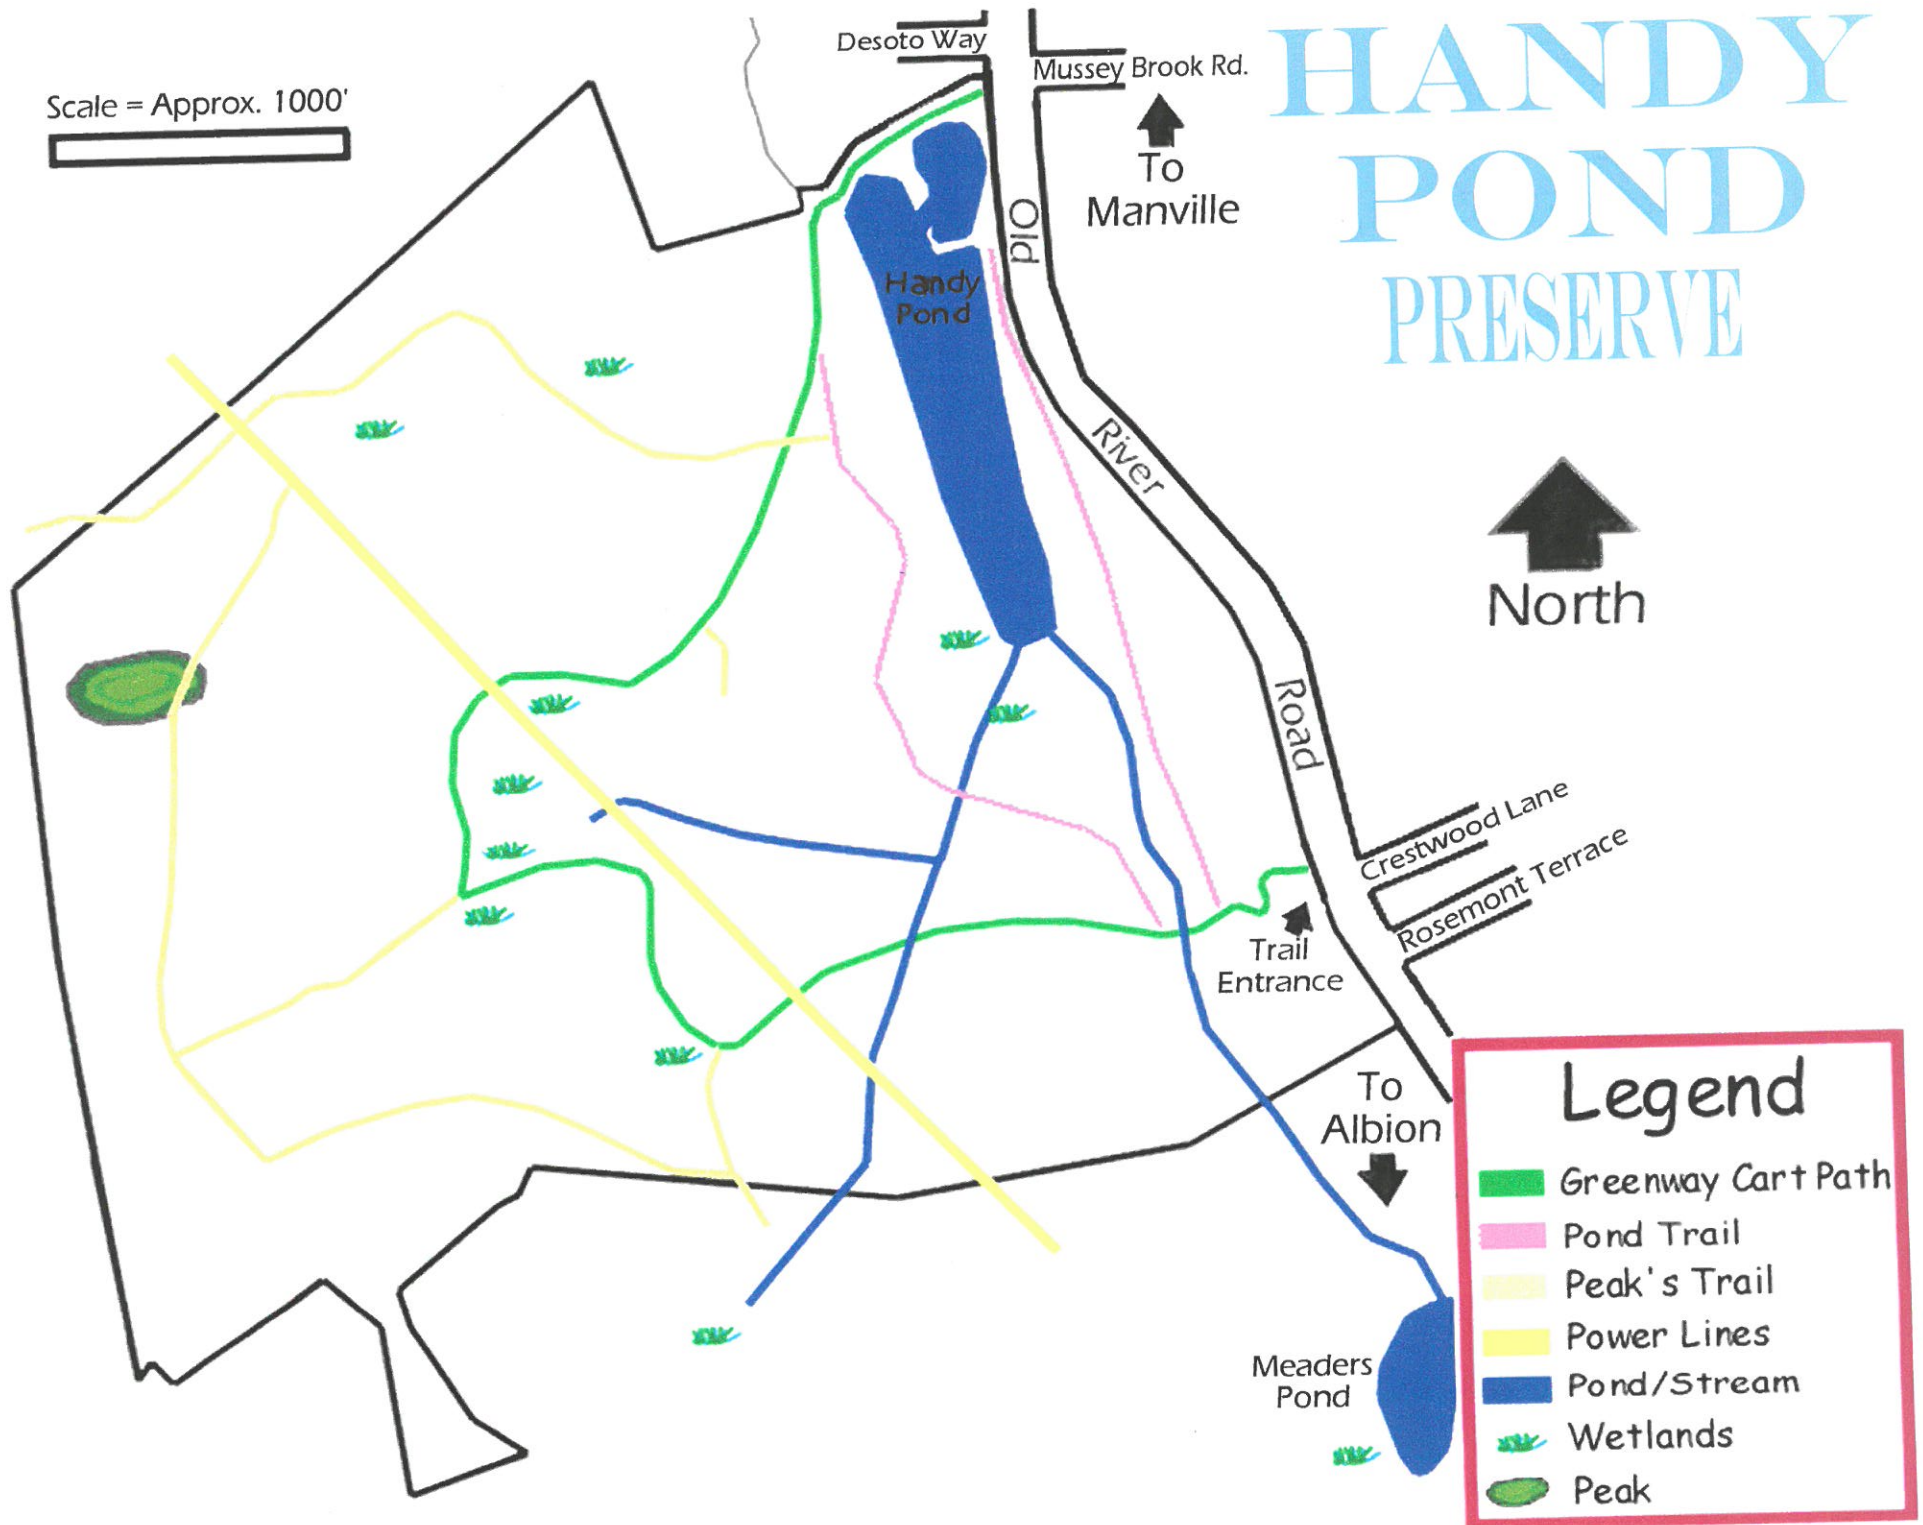 HANDY
POND
PRESERVE
Scale = Approx. 1000'
Desoto Way
Mussey Brook Rd.
To
Manville
Old
River
Road
Handy
Pond
North
Crestwood Lane
Rosemont Terrace
Trail
Entrance
To
Albion
Meaders
Pond
Legend
Greenway Cart Path
Pond Trail
Peak's Trail
Power Lines
Pond/Stream
Wetlands
Peak